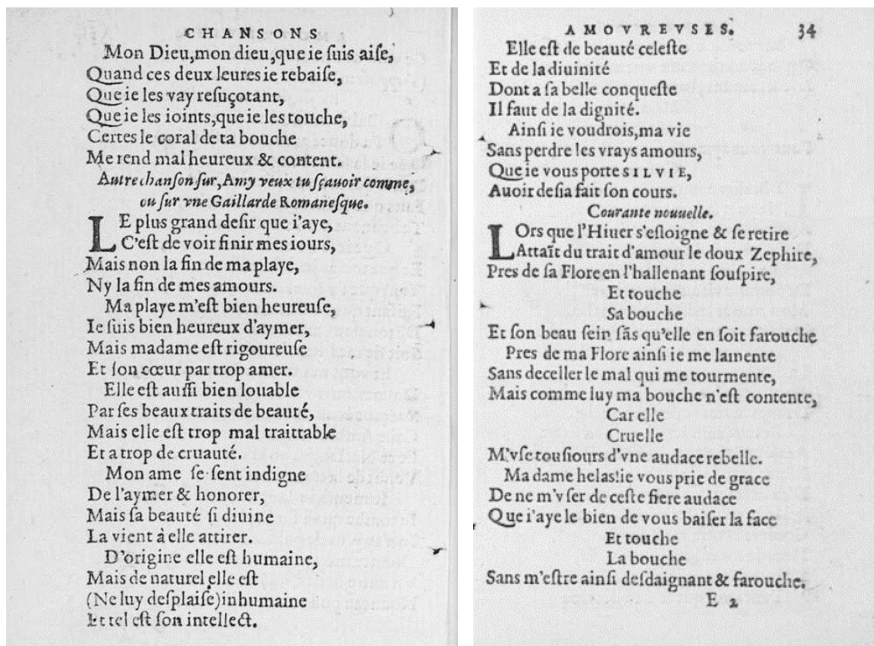 CHANSONS
Mon Dieu,mon dieu,que ie ſuis aiſe,
Quand ces deux leures ie rebaiſe,
Que ie les vay reſuçotant,
Que ie les ioints,que ie les touche,
Certes le coral de ta bouche
Me rend mal heureux & content.
Autre chanſon ſur, Amy veux tu ſçauoir comme,
ou ſur vne Gaillarde Romaneſque.
LE plus grand deſir que i'aye,
C'eſt de voir finir mes iours,
Mais non la fin de ma playe,
Ny la fin de mes amours.
Ma playe m'eſt bien heureuſe,
Ie ſuis bien heureux d'aymer,
Mais madame eſt rigoureuſe
Et ſon cœur par trop amer.
Elle eſt auſſi bien louable
Par ſes beaux traits de beauté,
Mais elle eſt trop mal traittable
Et a trop de cruauté.
Mon ame ſe ſent indigne
De l'aymer & honorer,
Mais ſa beauté ſi diuine
La vient à elle attirer.
D'origine elle eſt humaine,
Mais de naturel elle eſt
(Ne luy deſplaiſe)inhumaine
Et tel eſt ſon intellect.
AMOVREVSES. 34
Elle eſt de beauté celeſte
Et de la diuinité
Dont a ſa belle conqueſte
Il faut de la dignité.
Ainſi ie voudrois,ma vie
Sans perdre les vrays amours,
Que ie vous porte SILVIE,
Auoir deſia fait ſon cours.
Courante nouuelle.
LOrs que l'Hiuer s'eſloigne & ſe retire
Attaît du trait d'amour le doux Zephire,
Pres de ſa Flore en l'hallenant ſouſpire,
Et touche
Sa bouche
Et ſon beau ſein ſãs qu'elle en ſoit farouche
Pres de ma Flore ainſi ie me lamente
Sans deceller le mal qui me tourmente,
Mais comme luy ma bouche n'eſt contente,
Car elle
Cruelle
M'vſe touſiours d'vne audace rebelle.
Ma dame helas!ie vous prie de grace
De ne m'vſer de ceſte fiere audace
Que i'aye le bien de vous baiſer la face
Et touche
La bouche
Sans m'eſtre ainſi deſdaignant & farouche.
E 2